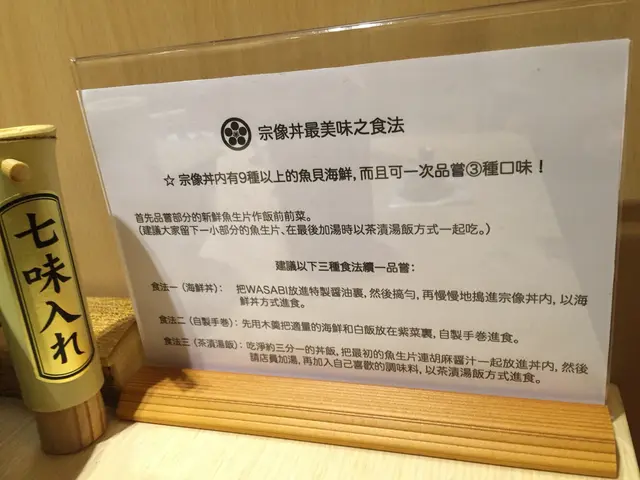 宗像丼最美味之食法
☆ 宗像丼內有9種以上的魚貝海鮮,而且可一次品嘗③種口味！
首先品嘗部分的新鮮魚生片作飯前前菜。
(建議大家留下一小部分的魚生片、在最後加湯時以茶漬湯飯方式一起吃。)
建議以下三種食法續一品嘗：
食法一 (海鮮丼)： 把WASABI放進特製醬油裏, 然後搞勻, 再慢慢地搗進宗像丼內, 以海
鮮丼方式進食。
食法二 (自製手巻)：先用木羹把適量的海鮮和白飯放在紫菜裏, 自製手巻進食。
食法三 (茶漬湯飯)：吃淨約三分一的丼飯, 把最初的魚生片連胡麻醬汁一起放進丼內, 然後
請店員加湯, 再加入自己喜歡的調味料, 以茶漬湯飯方式進食。
七味入れ